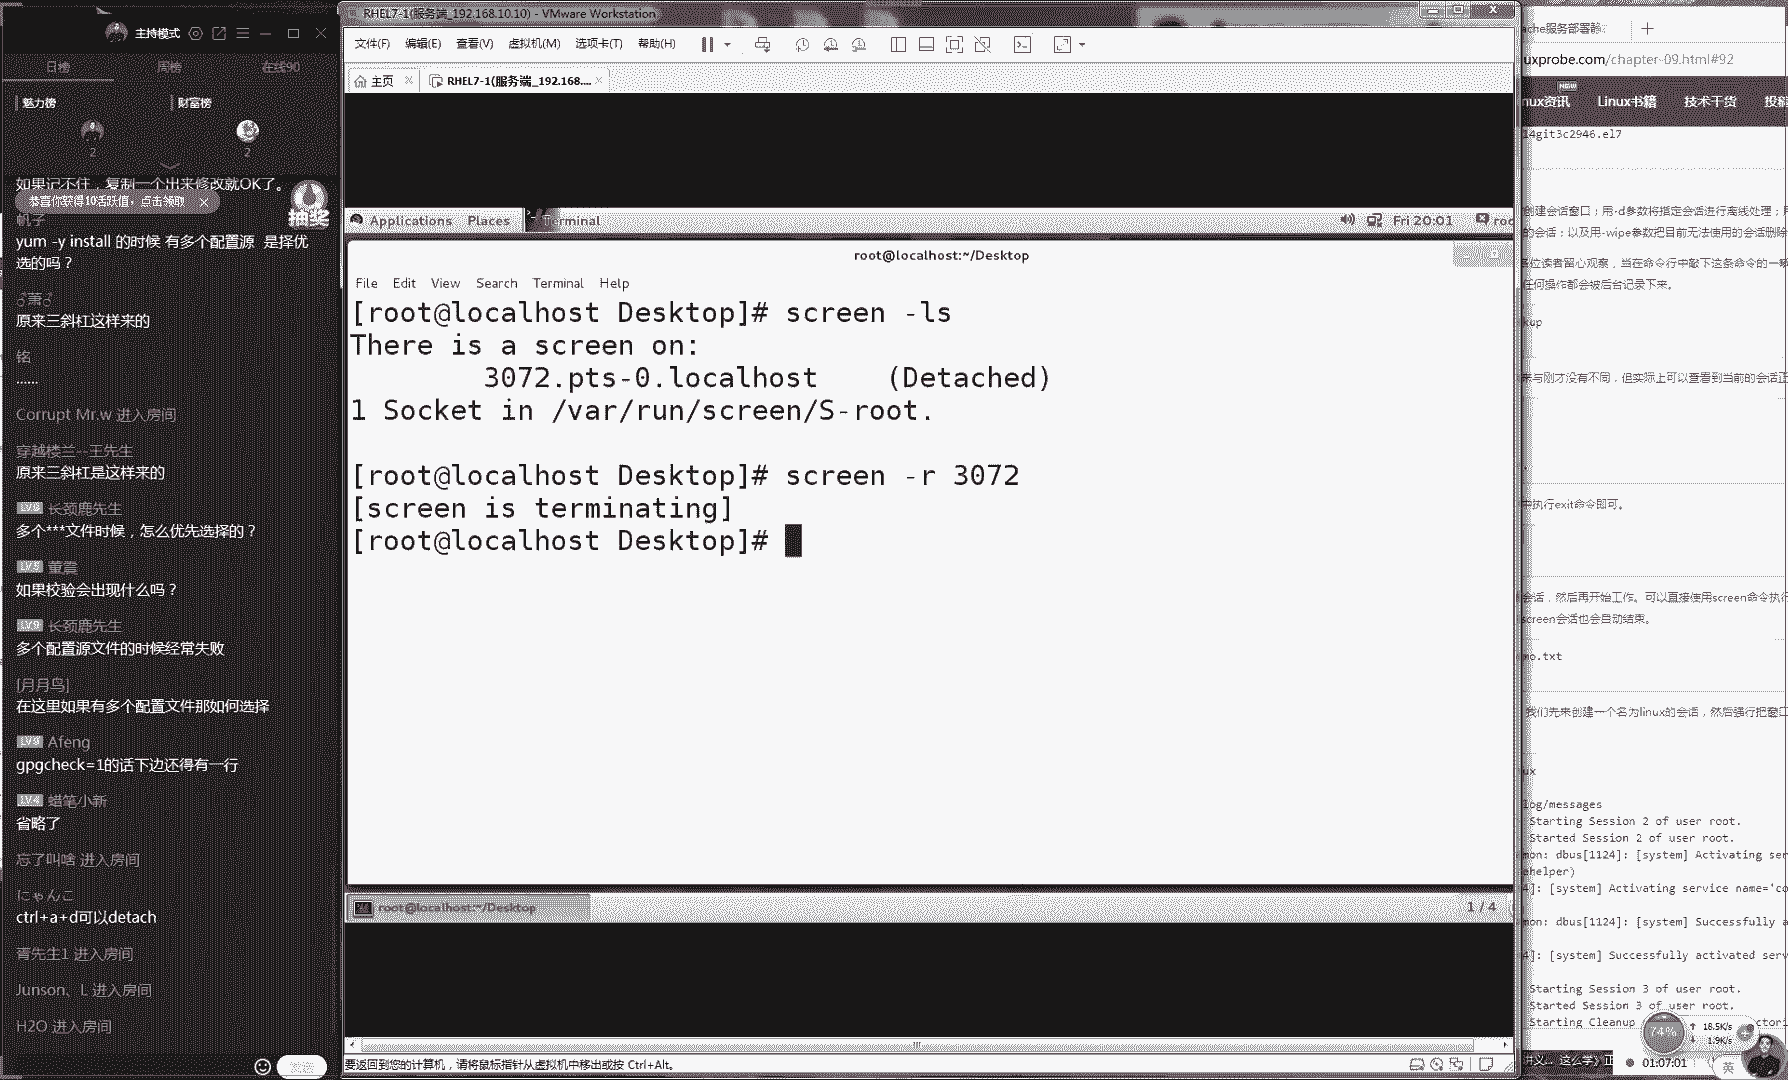 主持模式
日榜 周榜 在线90
魅力榜 财富榜
2 2
如果记不住，复制一个出来修改就OK了。
恭喜你获得10活跃值，点击领取
抽奖
帆子
yum -y install 的时候 有多个配置源 是择优
选的吗？
♂萧♂
原来三斜杠这样来的
铭
......
Corrupt Mr.w 进入房间
穿越楼兰--王先生
原来三斜杠是这样来的
长颈鹿先生
多个***文件时候，怎么优先选择的？
LV5 董震
如果校验会出现什么吗？
LV9 长颈鹿先生
多个配置源文件的时候经常失败
[月月鸟]
在这里如果有多个配置文件那如何选择
Afeng
gpgcheck=1的话下边还得有一行
LV4 蜡笔小新
省略了
忘了叫啥 进入房间
にゃんこ
ctrl+a+d可以detach
胥先生1 进入房间
Junson、L 进入房间
H2O 进入房间
RHEL7-1(服务端_192.168.10.10) - VMware Workstation
文件(F) 编辑(E) 查看(V) 虚拟机(M) 选项卡(T) 帮助(H)
主页 RHEL7-1(服务端_192.168....
Applications Places Terminal Fri 20:01 roo
root@localhost:~/Desktop
File Edit View Search Terminal Help
[root@localhost Desktop]# screen -ls
There is a screen on:
3072.pts-0.localhost (Detached)
1 Socket in /var/run/screen/S-root.
[root@localhost Desktop]# screen -r 3072
[screen is terminating]
[root@localhost Desktop]#
root@localhost:~/Desktop 1 / 4
要返回到您的计算机，请将鼠标指针从虚拟机中移出或按 Ctrl+Alt。
ache服务部署静
uxprobe.com/chapter-09.html#92
NEW
nux资讯 Linux书籍 技术干货 投稿
14git3c2946.el7
创建会话窗口；用-d参数将指定会话进行离线处理；用
的会话；以及用-wipe参数把目前无法使用的会话删除
位读者留心观察，当在命令行中敲下这条命令的一瞬
任何操作都会被后台记录下来。
kup
来与刚才没有不同，但实际上可以查看到当前的会话正
中执行exit命令即可。
会话，然后再开始工作。可以直接使用screen命令执行
screen会话也会自动结束。
mo.txt
我们先来创建一个名为linux的会话，然后强行把窗口
ux
log/messages
Starting Session 2 of user root.
Started Session 2 of user root.
mon: dbus[1124]: [system] Activating ser
ehelper)
4]: [system] Activating service name='co
mon: dbus[1124]: [system] Successfully a
4]: [system] Successfully activated serv
Starting Session 3 of user root.
Started Session 3 of user root.
Starting Cleanup
74% 18.5K/s
1.9K/s
01:07:01
英